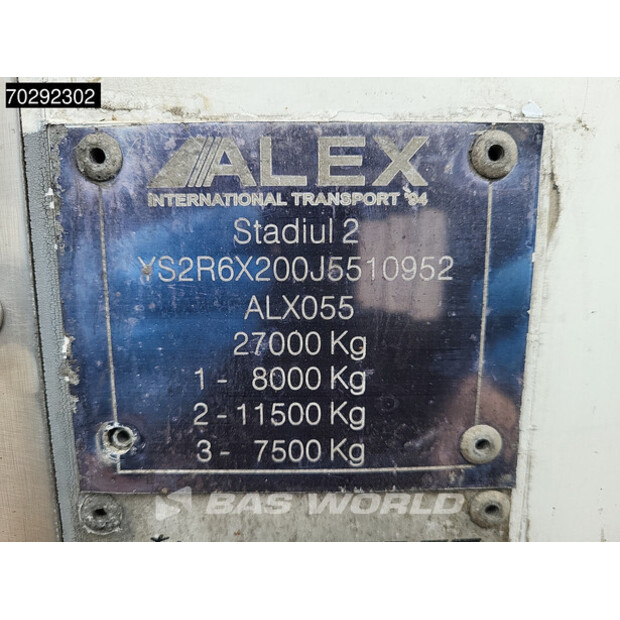 70292302
ALEX
INTERNATIONAL TRANSPORT '94
Stadiul 2
YS2R6X200J5510952
ALX055
27000 Kg
1 - 8000 Kg
2 - 11500 Kg
3 - 7500 Kg
BAS WORLD